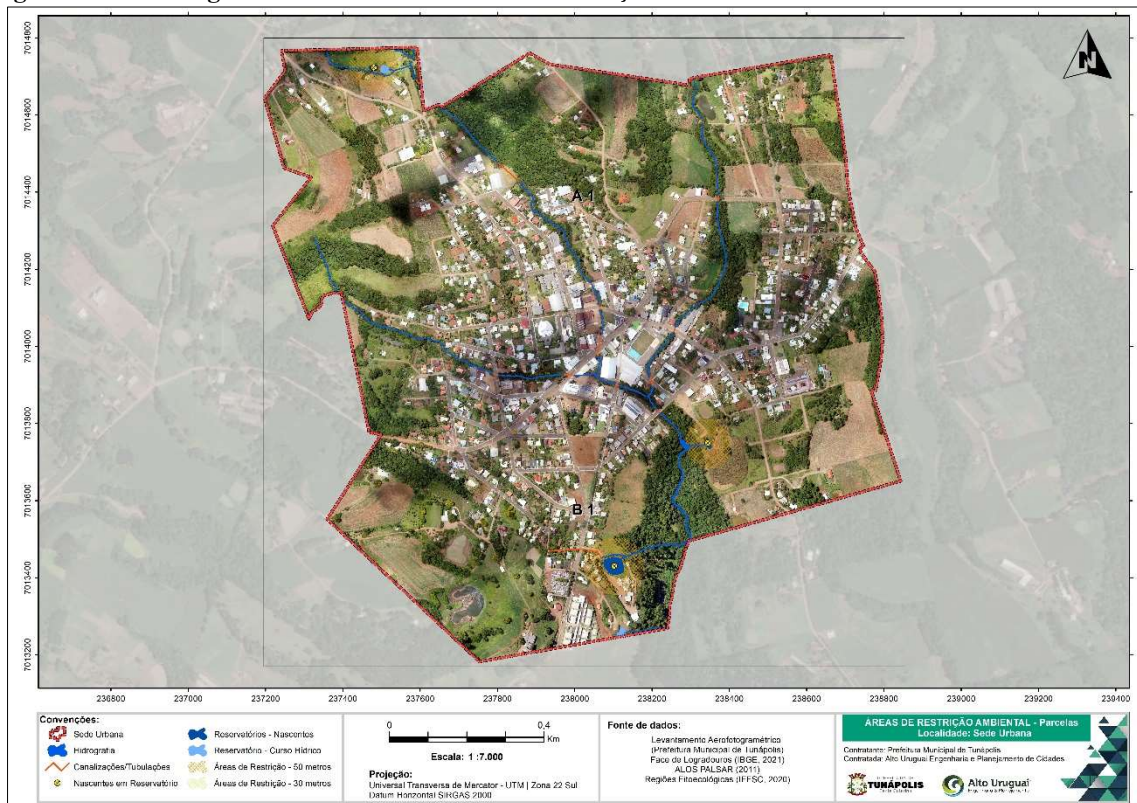 7014800
7014600
7014400
7014200
7014000
7013800
7013600
7013400
7013200
N
A 1
B 1
236800 237000 237200 237400 237600 237800 238000 238200 238400 238600 238800 239000 239200 239400
Convenções:
Sede Urbana
Hidrografia
Canalizações/Tubulações
Nascentes em Reservatório
Reservatórios - Nascentes
Reservatório - Curso Hídrico
Áreas de Restrição - 50 metros
Áreas de Restrição - 30 metros
0 0,4
Km
Escala: 1:7.000
Projeção:
Universal Transversa de Mercator - UTM | Zona 22 Sul
Datum Horizontal SIRGAS 2000
Fonte de dados:
Levantamento Aerofotogramétrico
(Prefeitura Municipal de Tunápolis)
Face de Logradouros (IBGE, 2021)
ALOS PALSAR (2011)
Regiões Fitoecológicas (IFFSC, 2020)
ÁREAS DE RESTRIÇÃO AMBIENTAL - Parcelas
Localidade: Sede Urbana
Contratante: Prefeitura Municipal de Tunápolis
Contratada: Alto Uruguai Engenharia e Planejamento de Cidades.
TUNÁPOLIS
Alto Uruguai